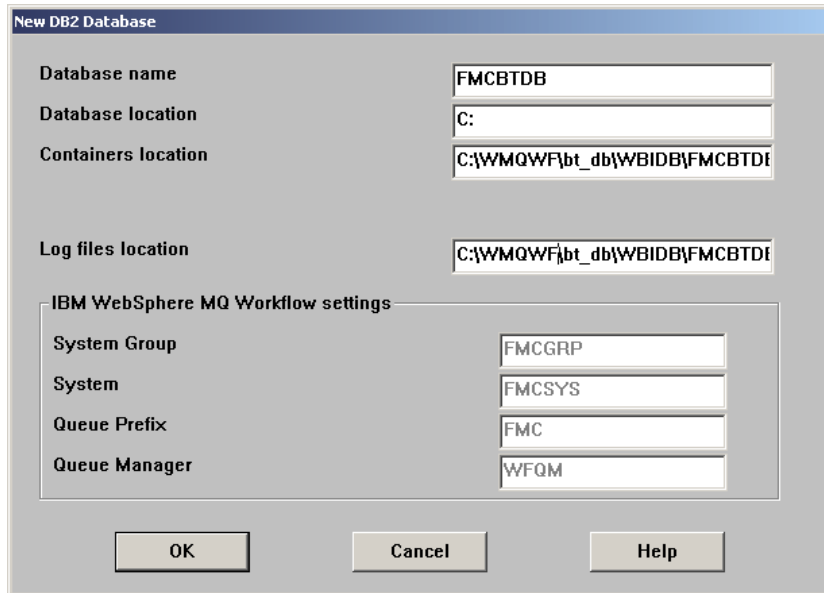 New DB2 Database
Database name FMCBTDB
Database location C:
Containers location C:\WMQWF\bt_db\WBIDB\FMCBTDB
Log files location C:\WMQWF\bt_db\WBIDB\FMCBTDB
IBM WebSphere MQ Workflow settings
System Group FMCGRP
System FMCSYS
Queue Prefix FMC
Queue Manager WFQM
OK Cancel Help